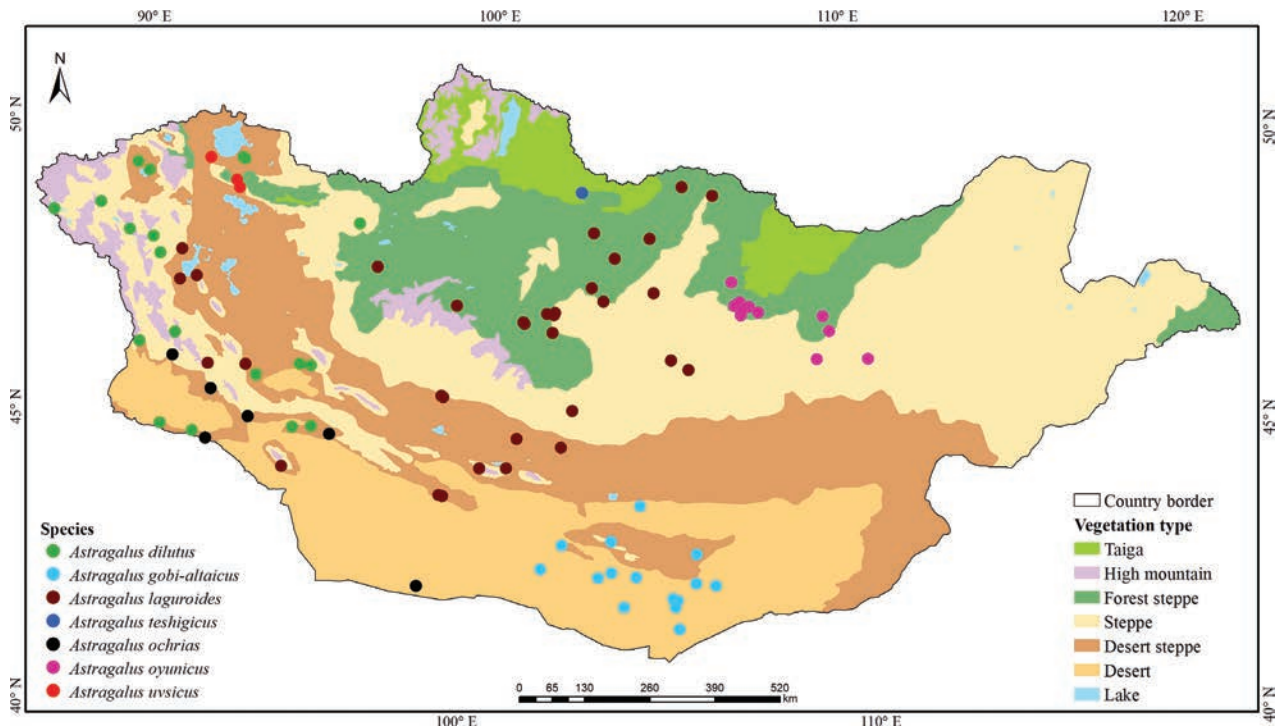 90° E 100° E 110° E 120° E
N
50° N
50° N
45° N
45° N
40° N
40° N
Species
Astragalus dilutus
Astragalus gobi-altaicus
Astragalus laguroides
Astragalus teshigicus
Astragalus ochrias
Astragalus oyunicus
Astragalus uvsicus
Country border
Vegetation type
Taiga
High mountain
Forest steppe
Steppe
Desert steppe
Desert
Lake
0 65 130 260 390 520
km
100° E 110° E